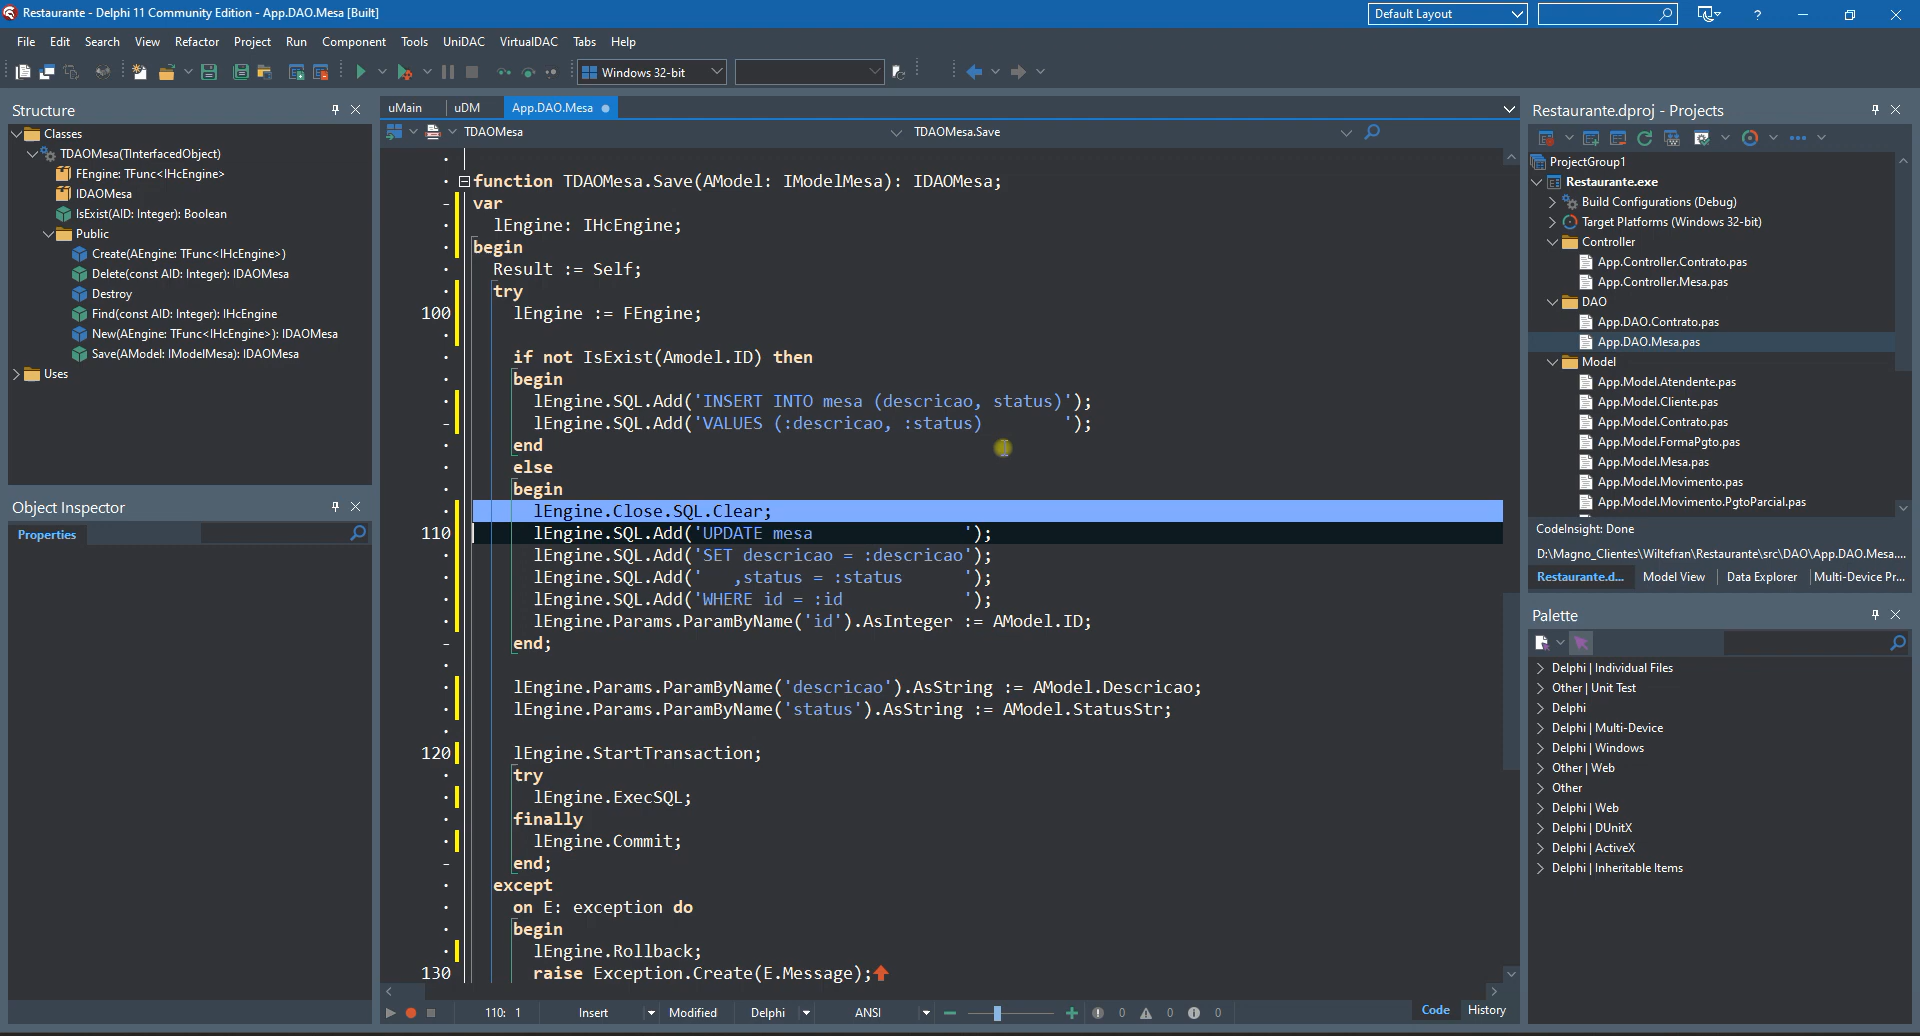 Restaurante - Delphi 11 Community Edition - App.DAO.Mesa [Built]
Default Layout
?
File Edit Search View Refactor Project Run Component Tools UniDAC VirtualDAC Tabs Help
Windows 32-bit
Structure
Classes
TDAOMesa(TInterfacedObject)
FEngine: TFunc<IHcEngine>
IDAOMesa
IsExist(AID: Integer): Boolean
Public
Create(AEngine: TFunc<IHcEngine>)
Delete(const AID: Integer): IDAOMesa
Destroy
Find(const AID: Integer): IHcEngine
New(AEngine: TFunc<IHcEngine>): IDAOMesa
Save(AModel: IModelMesa): IDAOMesa
Uses
Object Inspector
Properties
uMain uDM App.DAO.Mesa
TDAOMesa TDAOMesa.Save
function TDAOMesa.Save(AModel: IModelMesa): IDAOMesa;
var
lEngine: IHcEngine;
begin
Result := Self;
try
100 lEngine := FEngine;
if not IsExist(Amodel.ID) then
begin
lEngine.SQL.Add('INSERT INTO mesa (descricao, status)');
lEngine.SQL.Add('VALUES (:descricao, :status)        ');
end
else
begin
lEngine.Close.SQL.Clear;
110 lEngine.SQL.Add('UPDATE mesa               ');
lEngine.SQL.Add('SET descricao = :descricao');
lEngine.SQL.Add('   ,status = :status      ');
lEngine.SQL.Add('WHERE id = :id            ');
lEngine.Params.ParamByName('id').AsInteger := AModel.ID;
end;
lEngine.Params.ParamByName('descricao').AsString := AModel.Descricao;
lEngine.Params.ParamByName('status').AsString := AModel.StatusStr;
120 lEngine.StartTransaction;
try
lEngine.ExecSQL;
finally
lEngine.Commit;
end;
except
on E: exception do
begin
lEngine.Rollback;
130 raise Exception.Create(E.Message);
110: 1 Insert Modified Delphi ANSI 0 0 0 Code History
Restaurante.dproj - Projects
ProjectGroup1
Restaurante.exe
Build Configurations (Debug)
Target Platforms (Windows 32-bit)
Controller
App.Controller.Contrato.pas
App.Controller.Mesa.pas
DAO
App.DAO.Contrato.pas
App.DAO.Mesa.pas
Model
App.Model.Atendente.pas
App.Model.Cliente.pas
App.Model.Contrato.pas
App.Model.FormaPgto.pas
App.Model.Mesa.pas
App.Model.Movimento.pas
App.Model.Movimento.PgtoParcial.pas
CodeInsight: Done
D:\Magno_Clientes\Wiltefran\Restaurante\src\DAO\App.DAO.Mesa....
Restaurante.d... Model View Data Explorer Multi-Device Pr...
Palette
Delphi | Individual Files
Other | Unit Test
Delphi
Delphi | Multi-Device
Delphi | Windows
Other | Web
Other
Delphi | Web
Delphi | DUnitX
Delphi | ActiveX
Delphi | Inheritable Items